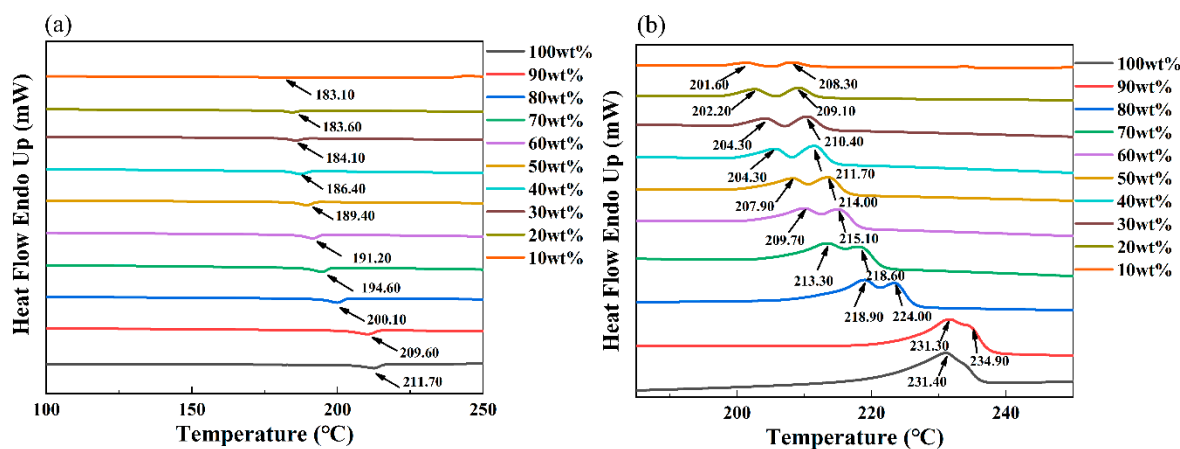 (a)
Heat Flow Endo Up (mW)
183.10
183.60
184.10
186.40
189.40
191.20
194.60
200.10
209.60
211.70
100
150
200
250
Temperature (°C)
100wt%
90wt%
80wt%
70wt%
60wt%
50wt%
40wt%
30wt%
20wt%
10wt%
(b)
Heat Flow Endo Up (mW)
201.60
208.30
202.20
209.10
204.30
210.40
204.30
211.70
207.90
214.00
209.70
215.10
213.30
218.60
218.90
224.00
231.30
234.90
231.40
200
220
240
Temperature (°C)
100wt%
90wt%
80wt%
70wt%
60wt%
50wt%
40wt%
30wt%
20wt%
10wt%